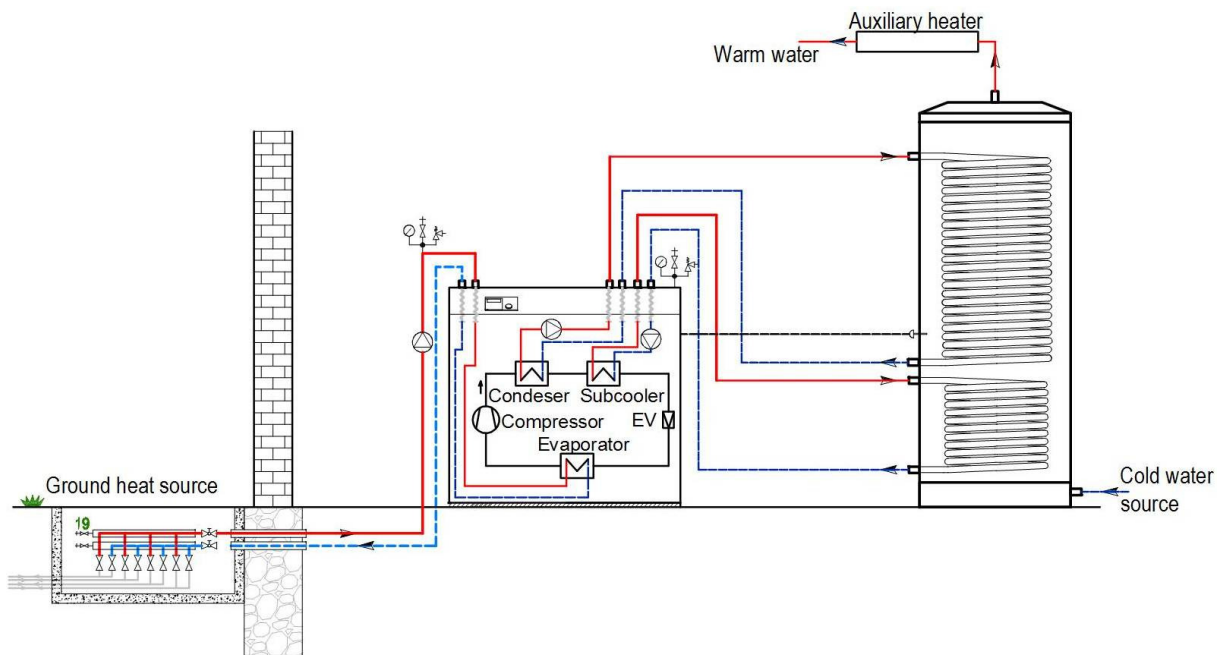 Auxiliary heater
Warm water
Condeser
Subcooler
Compressor
EV
Evaporator
Ground heat source
Cold water
source
19